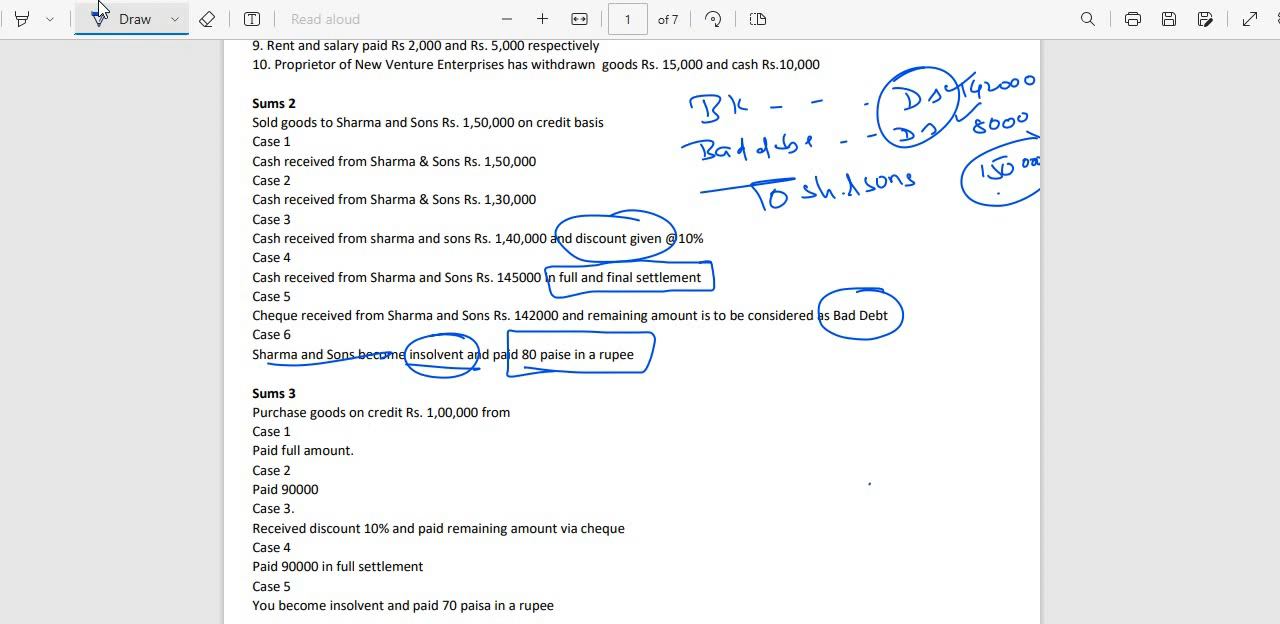 Draw
Read aloud
1 of 7
9. Rent and salary paid Rs 2,000 and Rs. 5,000 respectively
10. Proprietor of New Venture Enterprises has withdrawn goods Rs. 15,000 and cash Rs.10,000
Sums 2
Sold goods to Sharma and Sons Rs. 1,50,000 on credit basis
Case 1
Cash received from Sharma & Sons Rs. 1,50,000
Case 2
Cash received from Sharma & Sons Rs. 1,30,000
Case 3
Cash received from sharma and sons Rs. 1,40,000 and discount given @10%
Case 4
Cash received from Sharma and Sons Rs. 145000 in full and final settlement
Case 5
Cheque received from Sharma and Sons Rs. 142000 and remaining amount is to be considered as Bad Debt
Case 6
Sharma and Sons become insolvent and paid 80 paise in a rupee
Sums 3
Purchase goods on credit Rs. 1,00,000 from
Case 1
Paid full amount.
Case 2
Paid 90000
Case 3.
Received discount 10% and paid remaining amount via cheque
Case 4
Paid 90000 in full settlement
Case 5
You become insolvent and paid 70 paisa in a rupee
BK - - - Dr 142000
Bad debt - - Dr 8000
To sh. & sons 150000